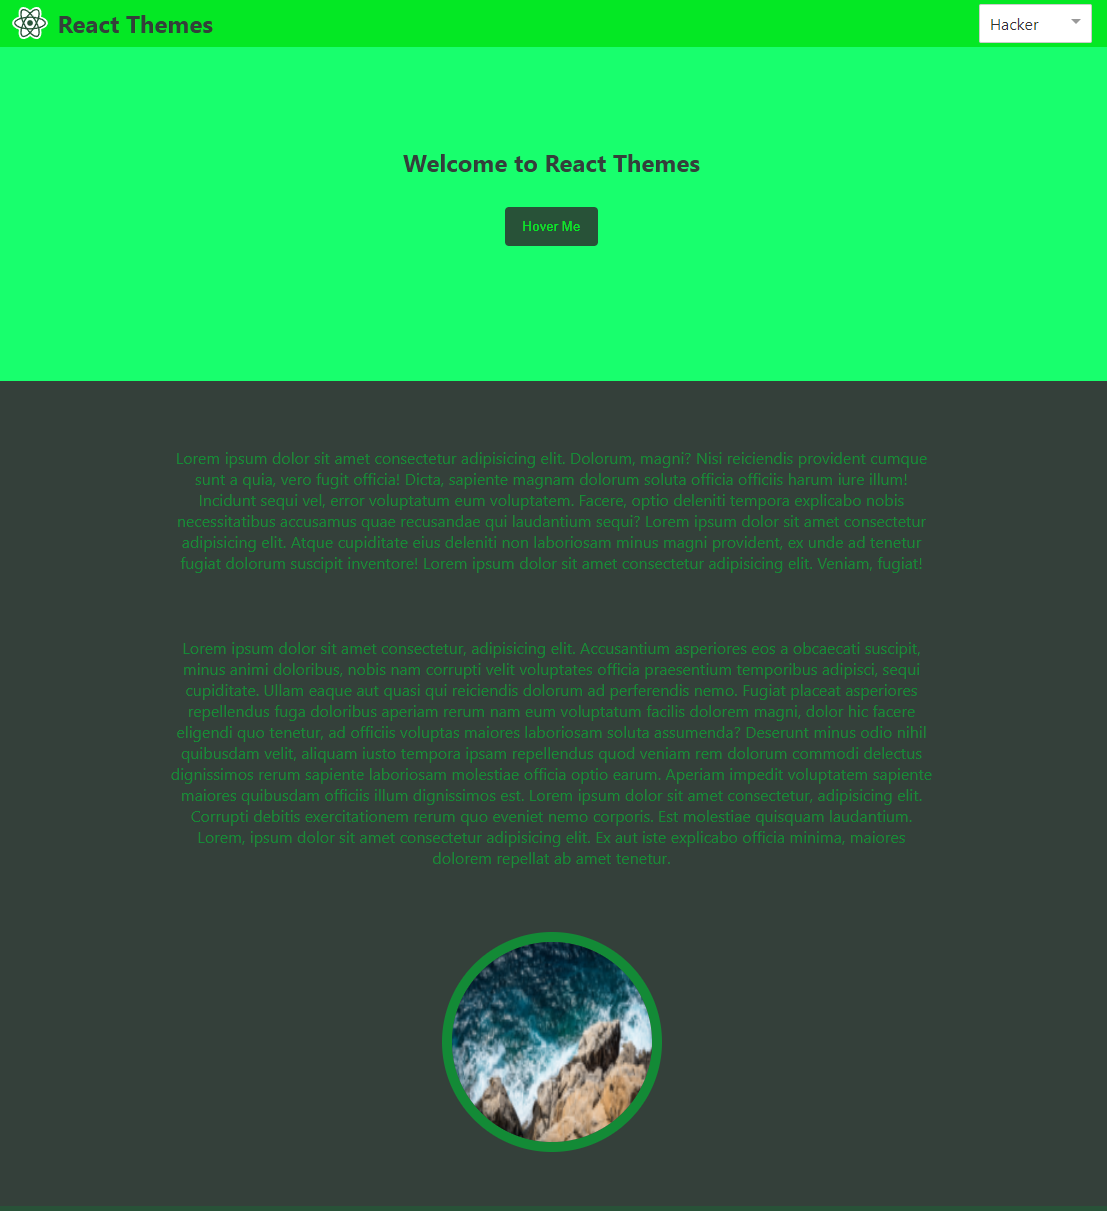 React Themes
Hacker
Welcome to React Themes
Hover Me
Lorem ipsum dolor sit amet consectetur adipisicing elit. Dolorum, magni? Nisi reiciendis provident cumque
sunt a quia, vero fugit officia! Dicta, sapiente magnam dolorum soluta officia officiis harum iure illum!
Incidunt sequi vel, error voluptatum eum voluptatem. Facere, optio deleniti tempora explicabo nobis
necessitatibus accusamus quae recusandae qui laudantium sequi? Lorem ipsum dolor sit amet consectetur
adipisicing elit. Atque cupiditate eius deleniti non laboriosam minus magni provident, ex unde ad tenetur
fugiat dolorum suscipit inventore! Lorem ipsum dolor sit amet consectetur adipisicing elit. Veniam, fugiat!
Lorem ipsum dolor sit amet consectetur, adipisicing elit. Accusantium asperiores eos a obcaecati suscipit,
minus animi doloribus, nobis nam corrupti velit voluptates officia praesentium temporibus adipisci, sequi
cupiditate. Ullam eaque aut quasi qui reiciendis dolorum ad perferendis nemo. Fugiat placeat asperiores
repellendus fuga doloribus aperiam rerum nam eum voluptatum facilis dolorem magni, dolor hic facere
eligendi quo tenetur, ad officiis voluptas maiores laboriosam soluta assumenda? Deserunt minus odio nihil
quibusdam velit, aliquam iusto tempora ipsam repellendus quod veniam rem dolorum commodi delectus
dignissimos rerum sapiente laboriosam molestiae officia optio earum. Aperiam impedit voluptatem sapiente
maiores quibusdam officiis illum dignissimos est. Lorem ipsum dolor sit amet consectetur, adipisicing elit.
Corrupti debitis exercitationem rerum quo eveniet nemo corporis. Est molestiae quisquam laudantium.
Lorem, ipsum dolor sit amet consectetur adipisicing elit. Ex aut iste explicabo officia minima, maiores
dolorem repellat ab amet tenetur.